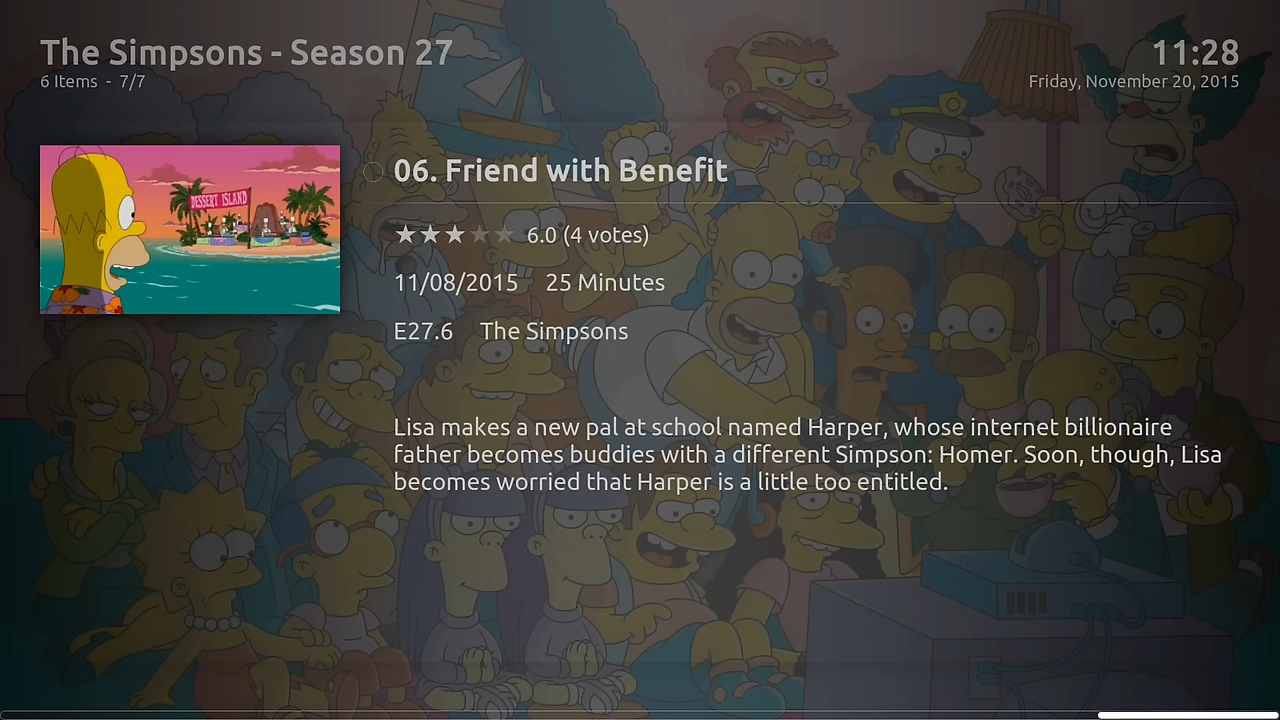 The Simpsons - Season 27
6 Items - 7/7
11:28
Friday, November 20, 2015
DESSERT ISLAND
06. Friend with Benefit
6.0 (4 votes)
11/08/2015 25 Minutes
E27.6 The Simpsons
Lisa makes a new pal at school named Harper, whose internet billionaire
father becomes buddies with a different Simpson: Homer. Soon, though, Lisa
becomes worried that Harper is a little too entitled.